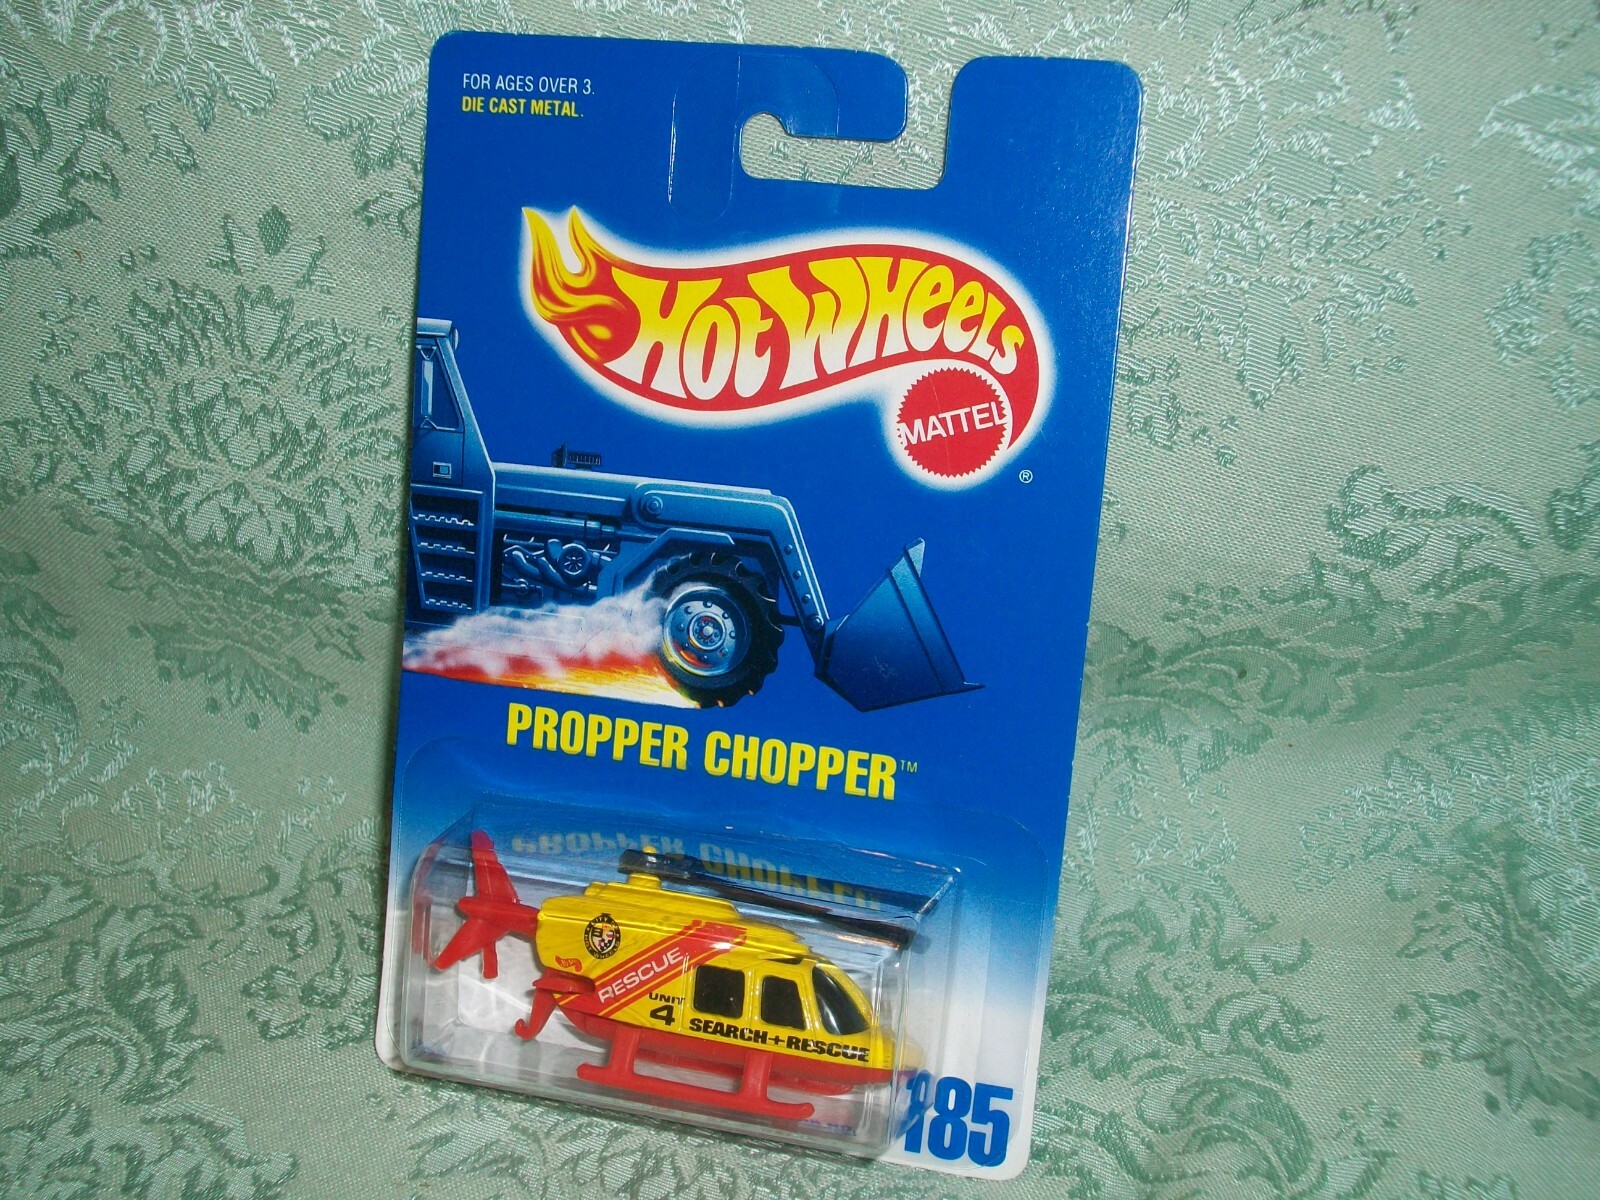 FOR AGES OVER 3.
DIE CAST METAL.
HOT WHEELS
MATTEL
®
PROPPER CHOPPER™
RESCUE
UNIT
4
SEARCH+RESCUE
185